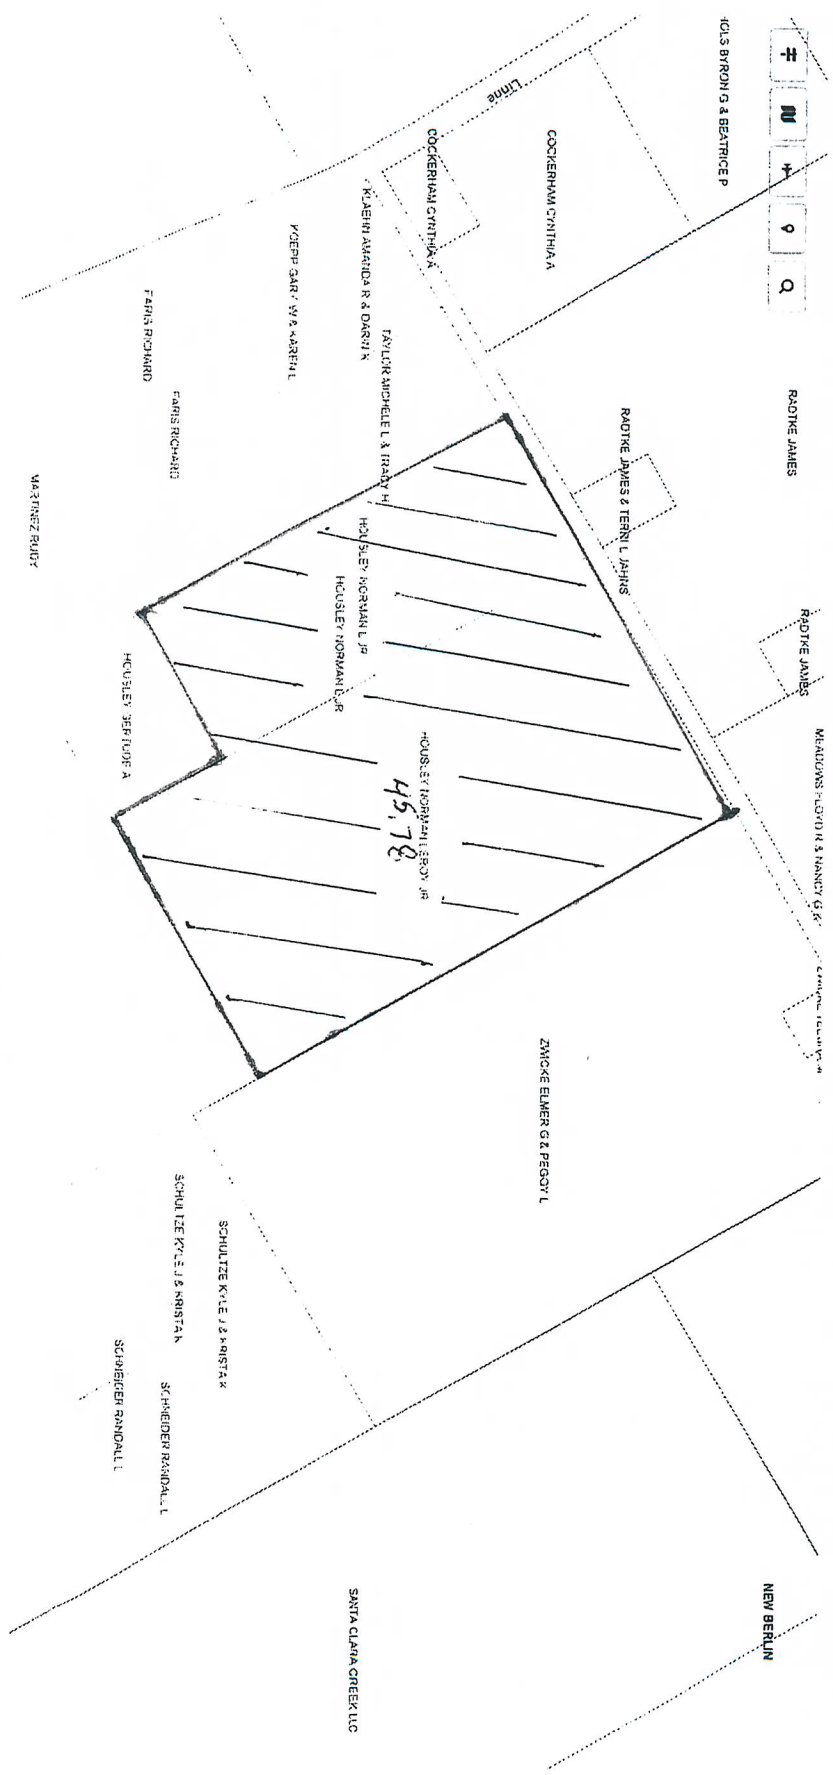 NEW BERLIN
HOLS BYRON G & BEATRICE P
RADTKE JAMES
RADTKE JAMES
MEADOWS FLOYD R & NANCY G K
Linne
COCKERHAM CYNTHIA A
RADTKE JAMES & TERRI L JAHNS
ZWICKE ELMER G & PEGGY L
COCKERHAM CYNTHIA A
HOUSLEY NORMAN LEROY JR
45.78
KLAEHN AMANDA R & DARIN K
TAYLOR MICHELE L & TRACY H
HOUSLEY NORMAN L JR
HOUSLEY NORMAN L JR
SANTA CLARA CREEK LLC
KOEPP GARY W & KAREN L
SCHULTZE KYLE J & KRISTA K
FARIS RICHARD
SCHULTZE KYLE J & KRISTA K
SCHNEIDER RANDALL L
FARIS RICHARD
HOUSLEY
SCHNEIDER RANDALL L
MARTINEZ RUDY